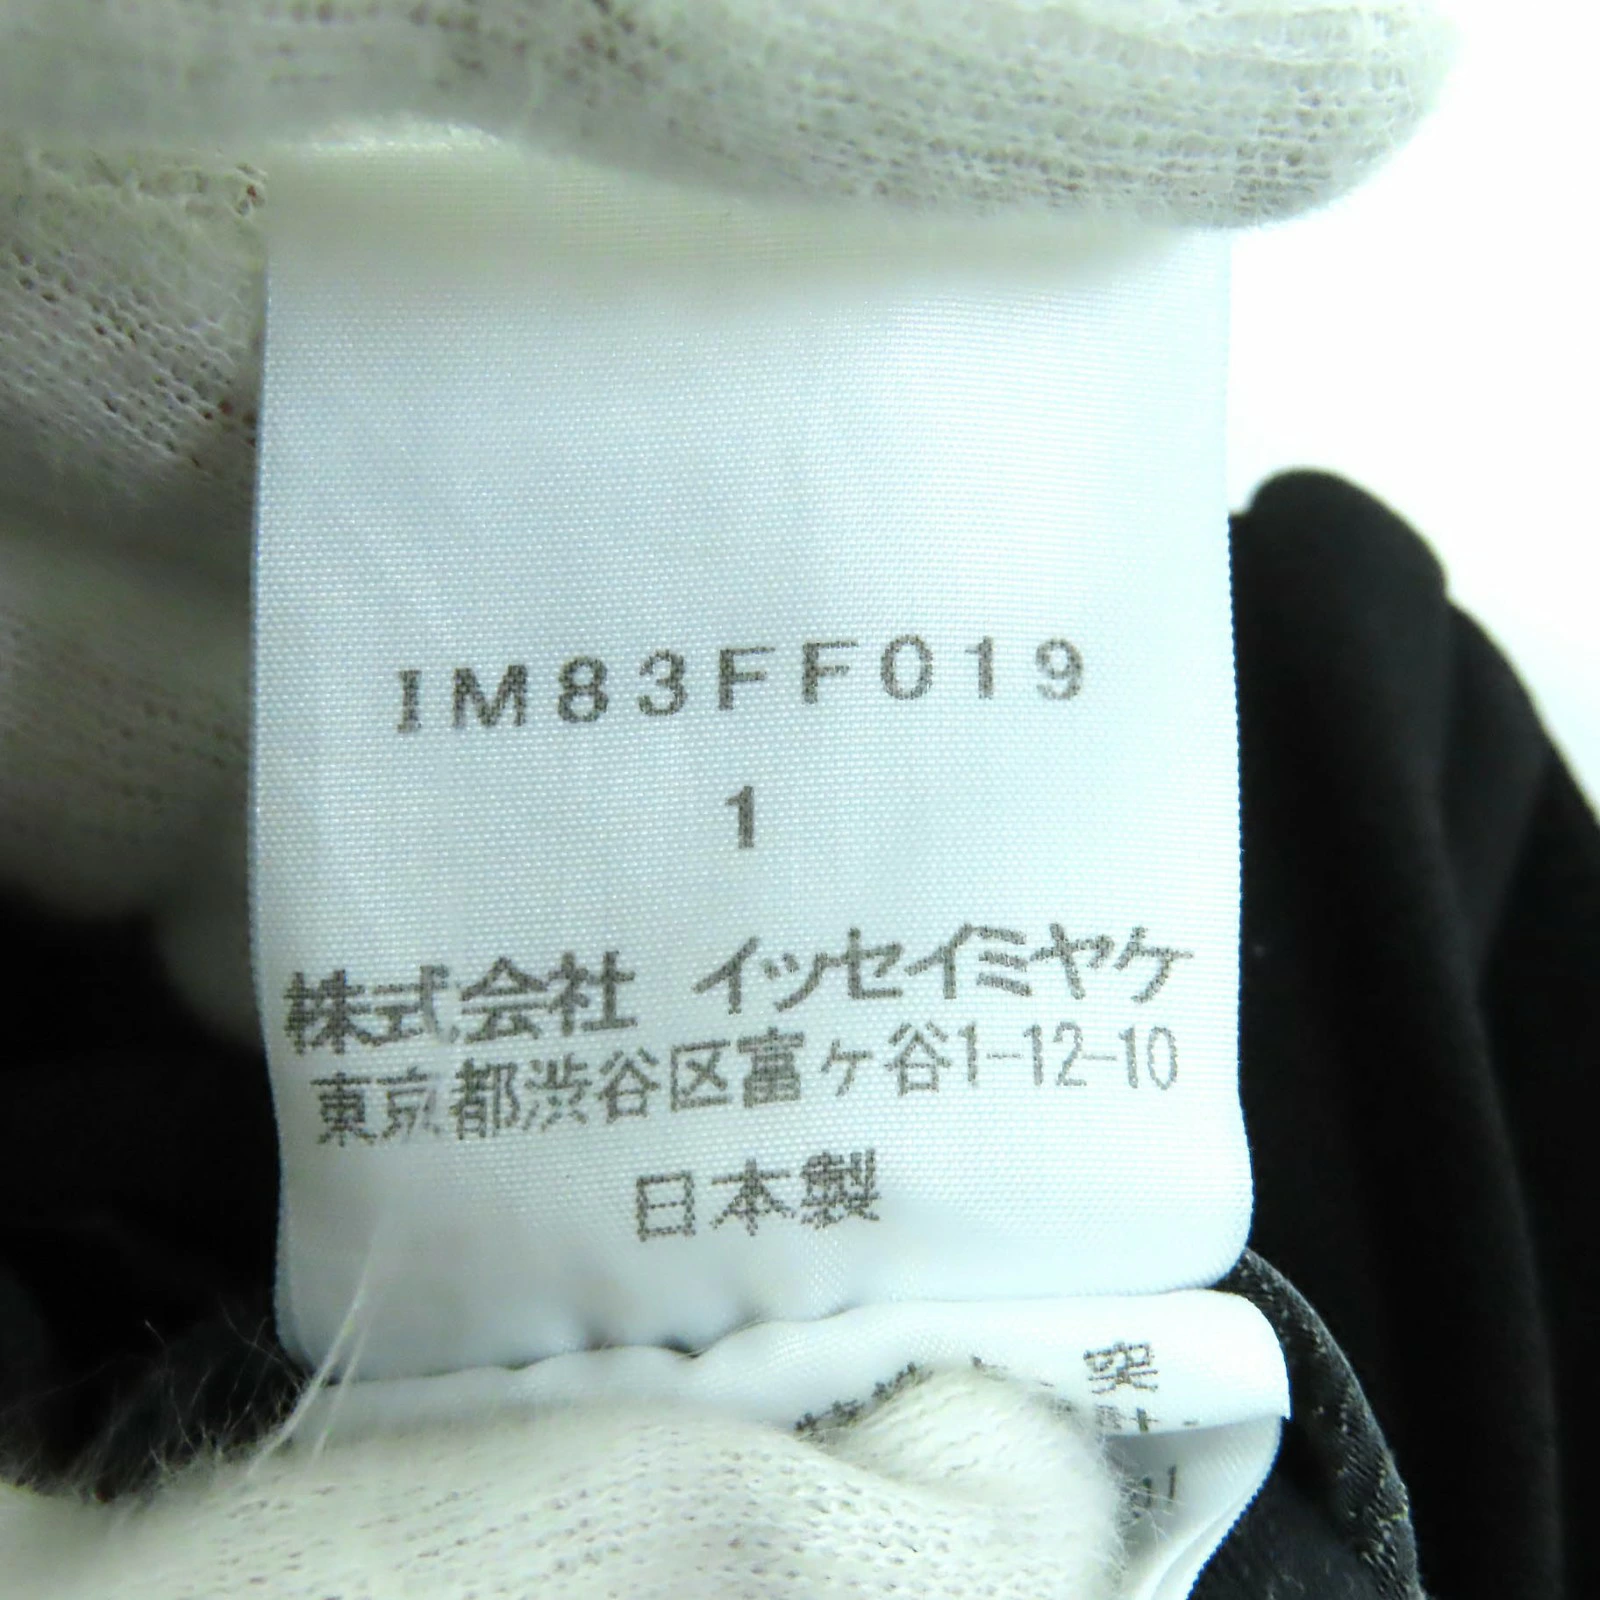 IM83FF019
1
株式会社 イッセイミヤケ
東京都渋谷区富ヶ谷1-12-10
日本製
突